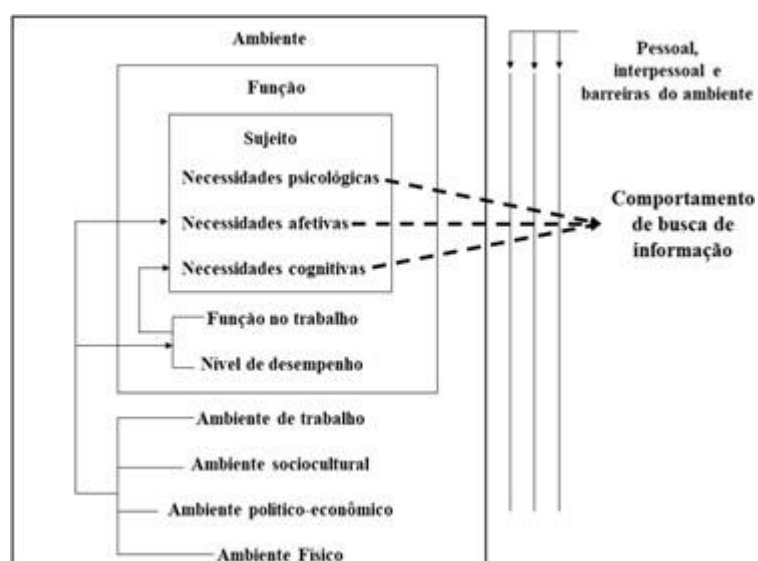 Ambiente
Função
Sujeito
Necessidades psicológicas
Necessidades afetivas
Necessidades cognitivas
Função no trabalho
Nível de desempenho
Ambiente de trabalho
Ambiente sociocultural
Ambiente político-econômico
Ambiente Físico
Pessoal,
interpessoal e
barreiras do ambiente
Comportamento
de busca de
informação